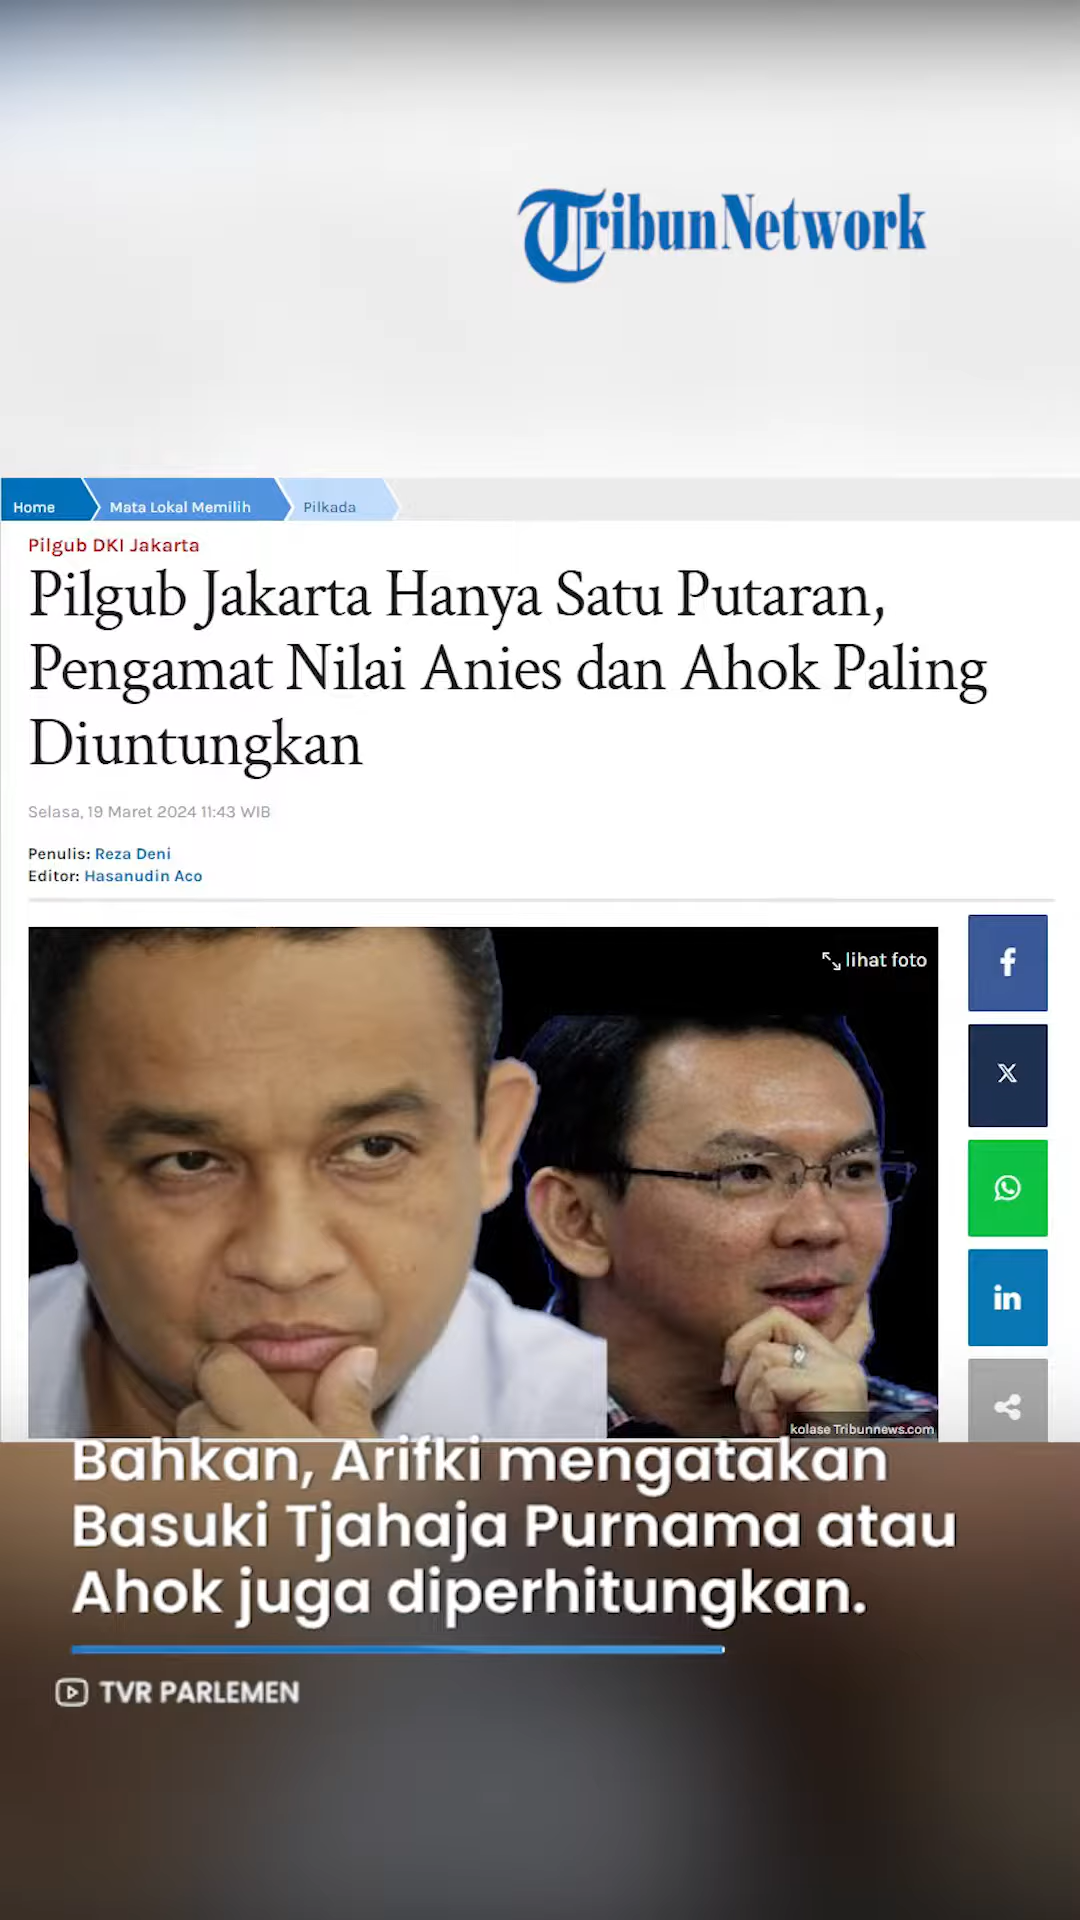 TribunNetwork
Home
Mata Lokal Memilih
Pilkada
Pilgub DKI Jakarta
Pilgub Jakarta Hanya Satu Putaran,
Pengamat Nilai Anies dan Ahok Paling
Diuntungkan
Selasa, 19 Maret 2024 11:43 WIB
Penulis: Reza Deni
Editor: Hasanudin Aco
lihat foto
kolase Tribunnews.com
Bahkan, Arifki mengatakan
Basuki Tjahaja Purnama atau
Ahok juga diperhitungkan.
TVR PARLEMEN